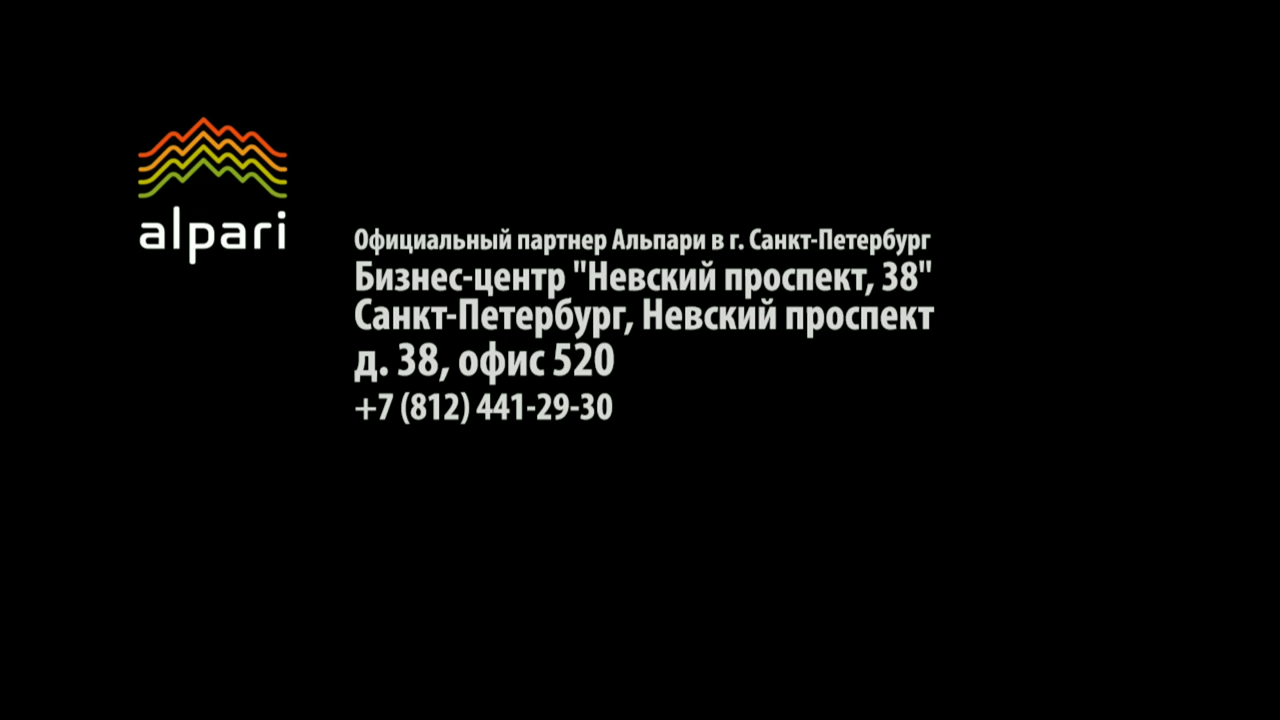 alpari
Официальный партнер Альпари в г. Санкт-Петербург
Бизнес-центр "Невский проспект, 38"
Санкт-Петербург, Невский проспект
д. 38, офис 520
+7 (812) 441-29-30